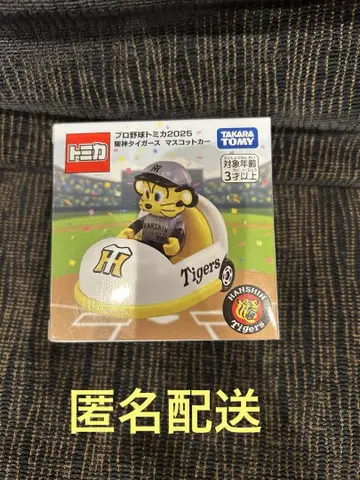 トミカ
プロ野球トミカ2025
阪神タイガース マスコットカー
TAKARA TOMY
対象年齢
3才以上
HANSHIN
Tigers
HANSHIN
Tigers
匿名配送